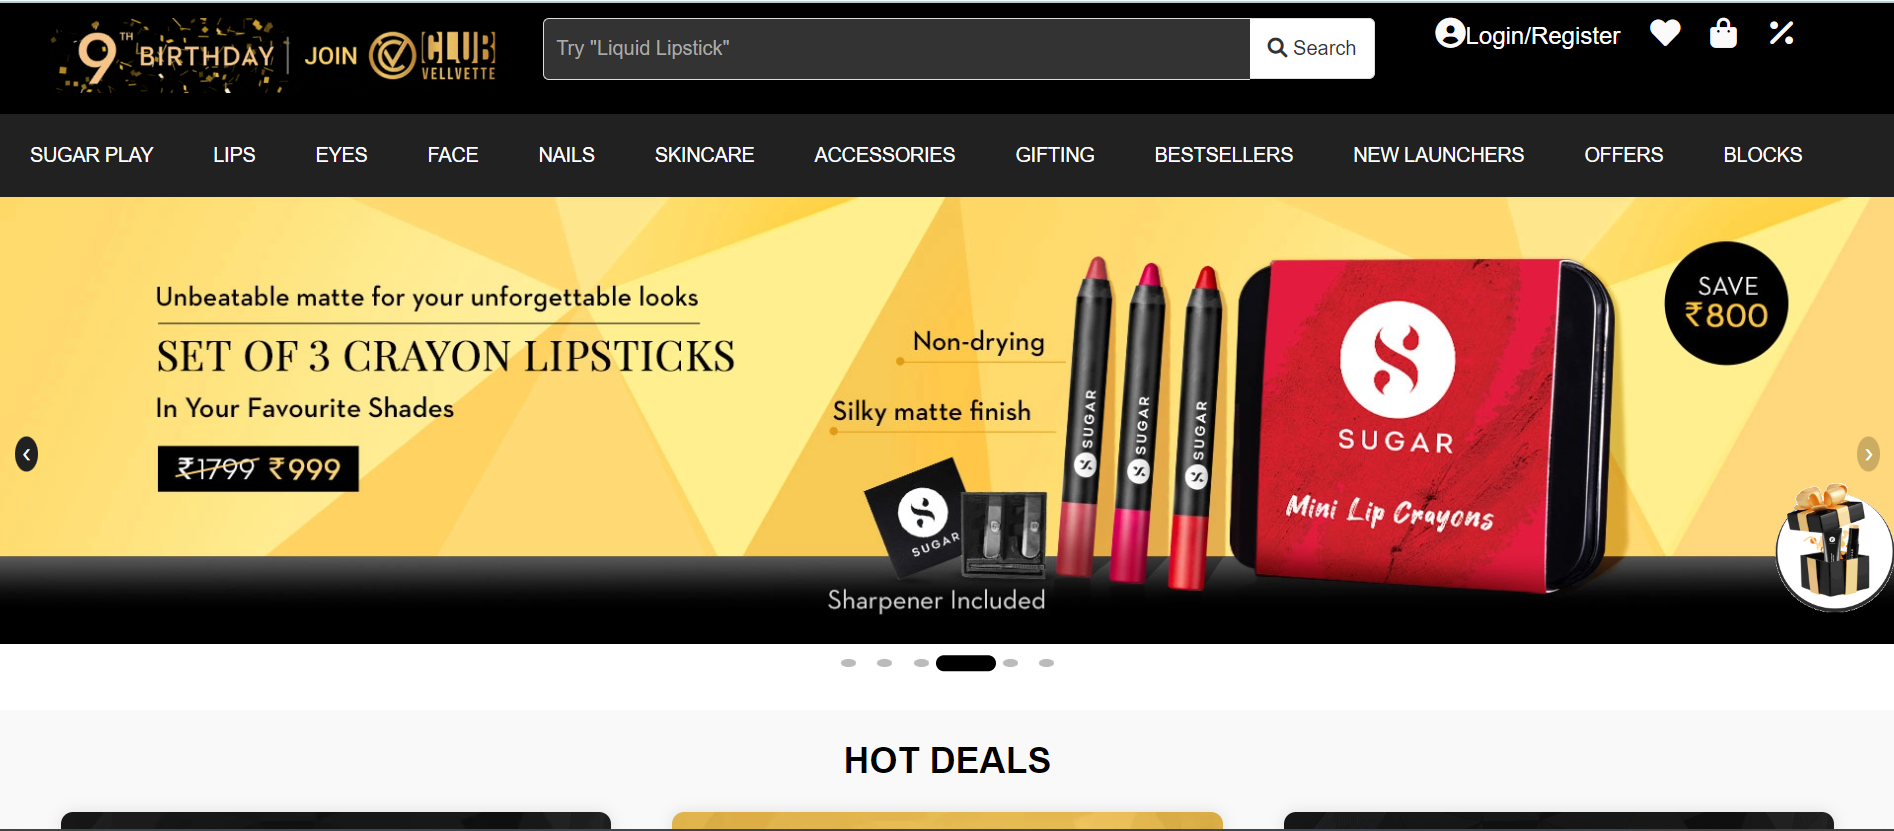 9TH BIRTHDAY | JOIN CLUB VELLVETTE
Try "Liquid Lipstick"
Search
Login/Register
SUGAR PLAY LIPS EYES FACE NAILS SKINCARE ACCESSORIES GIFTING BESTSELLERS NEW LAUNCHERS OFFERS BLOCKS
Unbeatable matte for your unforgettable looks
SET OF 3 CRAYON LIPSTICKS
In Your Favourite Shades
₹1799 ₹999
Non-drying
Silky matte finish
SUGAR
Sharpener Included
SUGAR
SUGAR
SUGAR
SUGAR
Mini Lip Crayons
SAVE
₹800
HOT DEALS